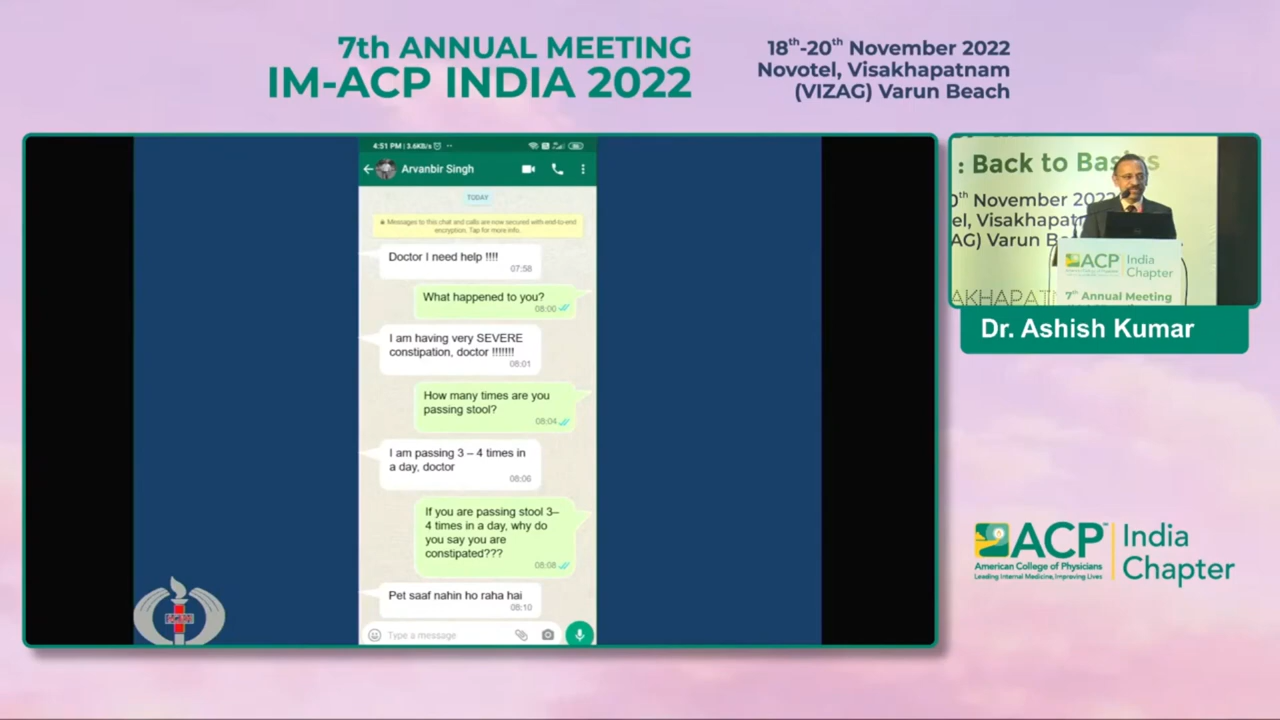 7th ANNUAL MEETING
IM-ACP INDIA 2022
18th-20th November 2022
Novotel, Visakhapatnam
(VIZAG) Varun Beach
4:51 PM | 3.6KB/s
Arvanbir Singh
TODAY
Messages to this chat and calls are now secured with end-to-end
encryption. Tap for more info.
Doctor I need help !!!!
07:58
What happened to you?
08:00
I am having very SEVERE
constipation, doctor !!!!!!!
08:01
How many times are you
passing stool?
08:04
I am passing 3 – 4 times in
a day, doctor
08:06
If you are passing stool 3–
4 times in a day, why do
you say you are
constipated???
08:08
Pet saaf nahin ho raha hai
08:10
Type a message
: Back to Basics
0th November 2022
el, Visakhapat
AG) Varun B
AKHAPAT
ACP India
Chapter
7th Annual Meeting
Dr. Ashish Kumar
ACP™ India
Chapter
American College of Physicians
Leading Internal Medicine, Improving Lives